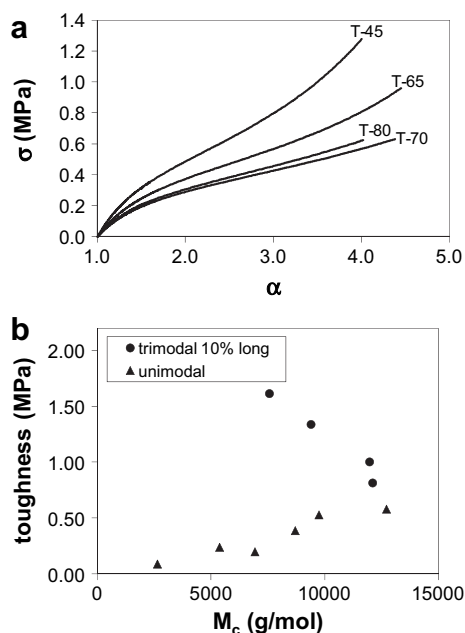 a
1.4
1.2
1.0
0.8
0.6
0.4
0.2
0.0
σ (MPa)
T-45
T-65
T-80
T-70
1.0 2.0 3.0 4.0 5.0
α
b
trimodal 10% long
unimodal
2.00
1.50
1.00
0.50
0.00
toughness (MPa)
0 5000 10000 15000
Mc (g/mol)